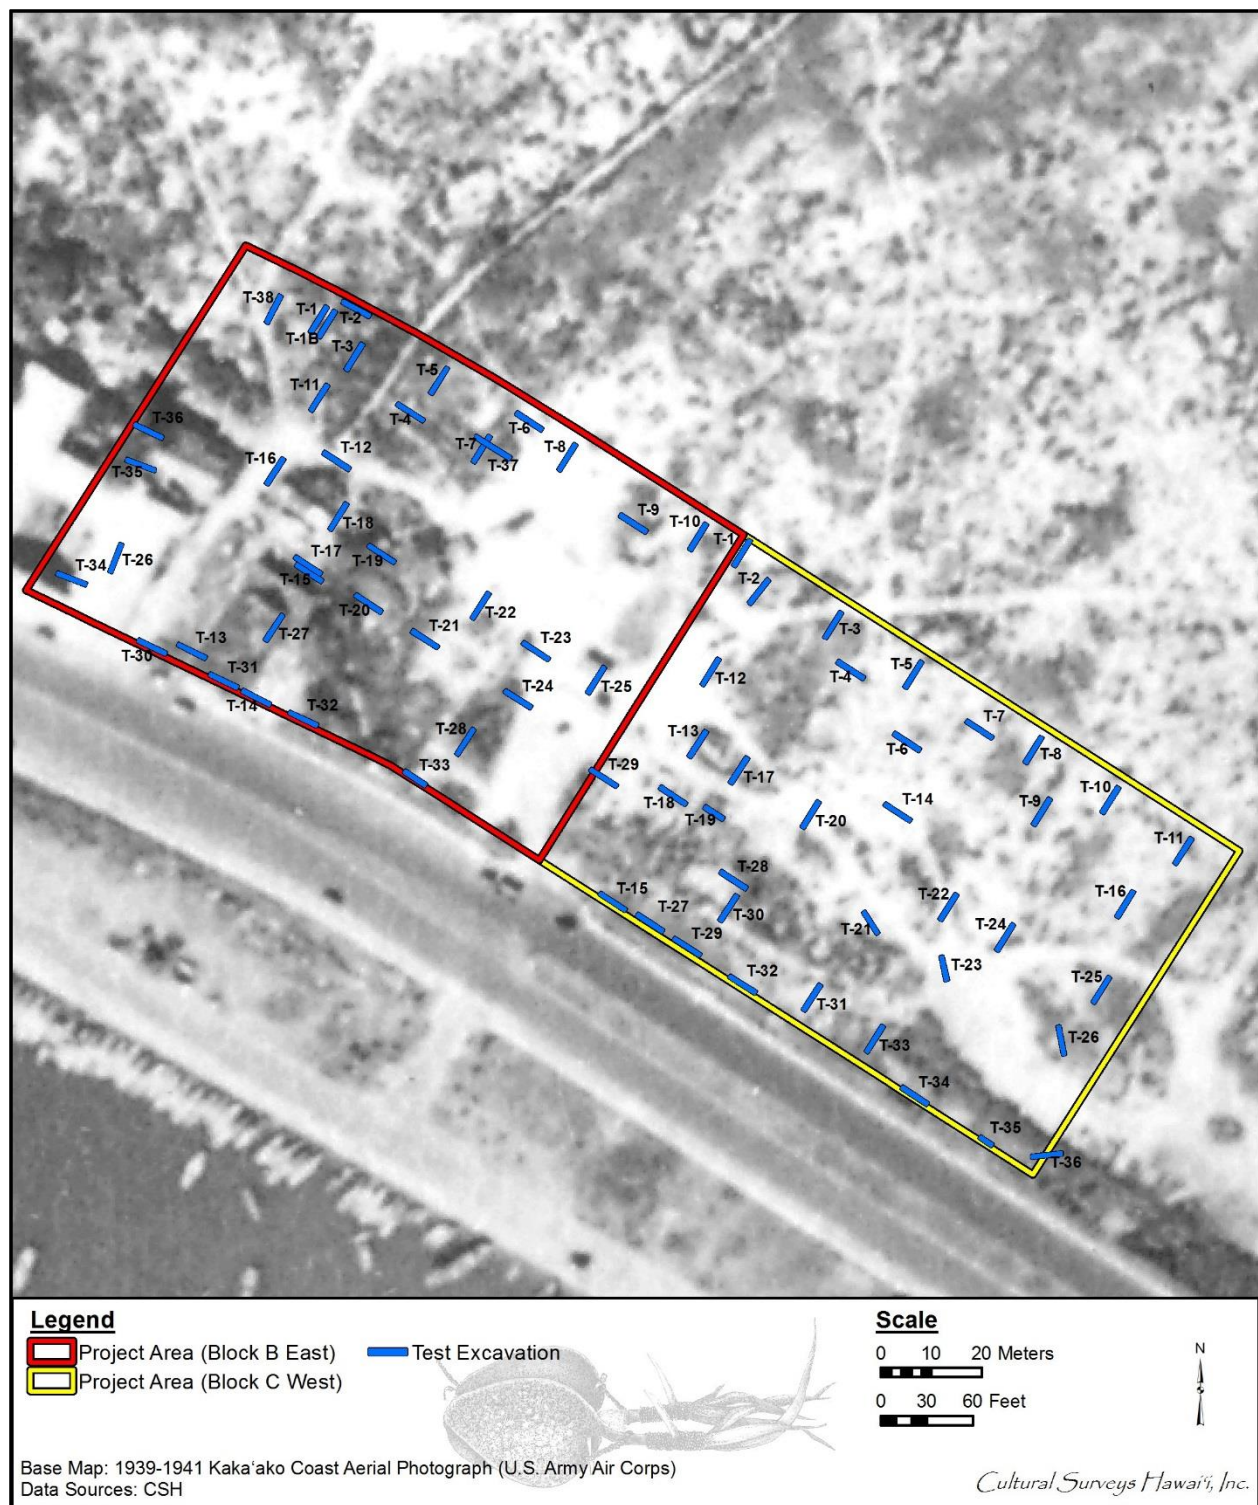 T-38
T-1
T-2
T-1B
T-3
T-5
T-11
T-4
T-36
T-6
T-7
T-8
T-12
T-37
T-35
T-16
T-18
T-9
T-10
T-1
T-17
T-19
T-26
T-34
T-15
T-2
T-20
T-22
T-3
T-27
T-21
T-13
T-23
T-30
T-12
T-4
T-5
T-31
T-25
T-14
T-24
T-32
T-7
T-28
T-13
T-6
T-8
T-33
T-29
T-17
T-18
T-10
T-14
T-9
T-19
T-20
T-11
T-28
T-15
T-22
T-16
T-27
T-30
T-21
T-24
T-29
T-23
T-32
T-25
T-31
T-26
T-33
T-34
T-35
T-36
Legend
Project Area (Block B East)
Test Excavation
Project Area (Block C West)
Scale
0 10 20 Meters
0 30 60 Feet
N
Base Map: 1939-1941 Kakaʻako Coast Aerial Photograph (U.S. Army Air Corps)
Data Sources: CSH
Cultural Surveys Hawaiʻi, Inc.